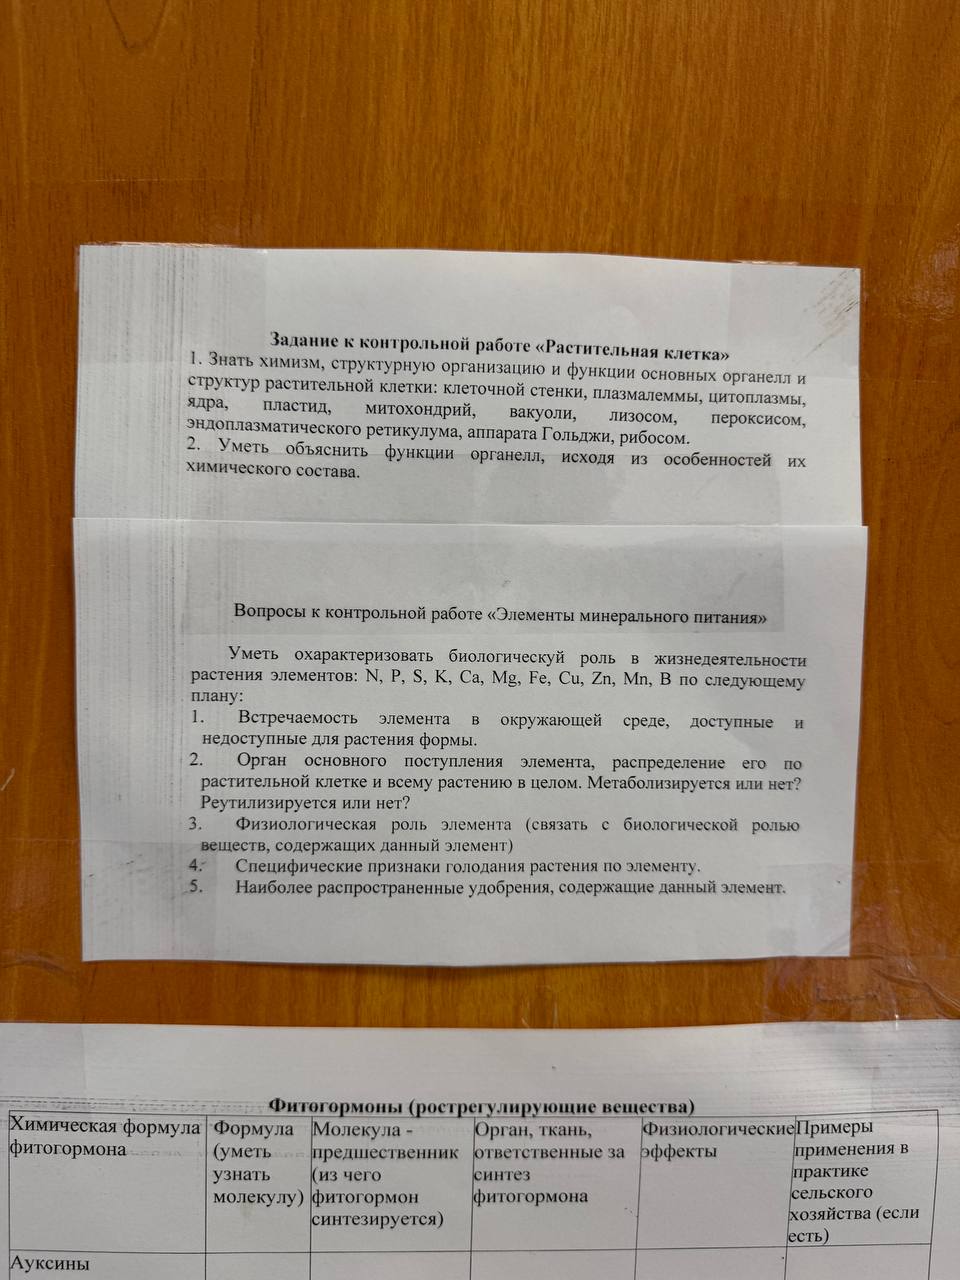 Задание к контрольной работе «Растительная клетка»
1. Знать химизм, структурную организацию и функции основных органелл и
структур растительной клетки: клеточной стенки, плазмалеммы, цитоплазмы,
ядра, пластид, митохондрий, вакуоли, лизосом, пероксисом,
эндоплазматического ретикулума, аппарата Гольджи, рибосом.
2. Уметь объяснить функции органелл, исходя из особенностей их
химического состава.
Вопросы к контрольной работе «Элементы минерального питания»
Уметь охарактеризовать биологическуй роль в жизнедеятельности
растения элементов: N, P, S, K, Ca, Mg, Fe, Cu, Zn, Mn, B по следующему
плану:
1. Встречаемость элемента в окружающей среде, доступные и
недоступные для растения формы.
2. Орган основного поступления элемента, распределение его по
растительной клетке и всему растению в целом. Метаболизируется или нет?
Реутилизируется или нет?
3. Физиологическая роль элемента (связать с биологической ролью
веществ, содержащих данный элемент)
4. Специфические признаки голодания растения по элементу.
5. Наиболее распространенные удобрения, содержащие данный элемент.
Фитогормоны (рострегулирующие вещества)
Химическая формула
фитогормона
Формула
(уметь
узнать
молекулу)
Молекула -
предшественник
(из чего
фитогормон
синтезируется)
Орган, ткань,
ответственные за
синтез
фитогормона
Физиологические
эффекты
Примеры
применения в
практике
сельского
хозяйства (если
есть)
Ауксины